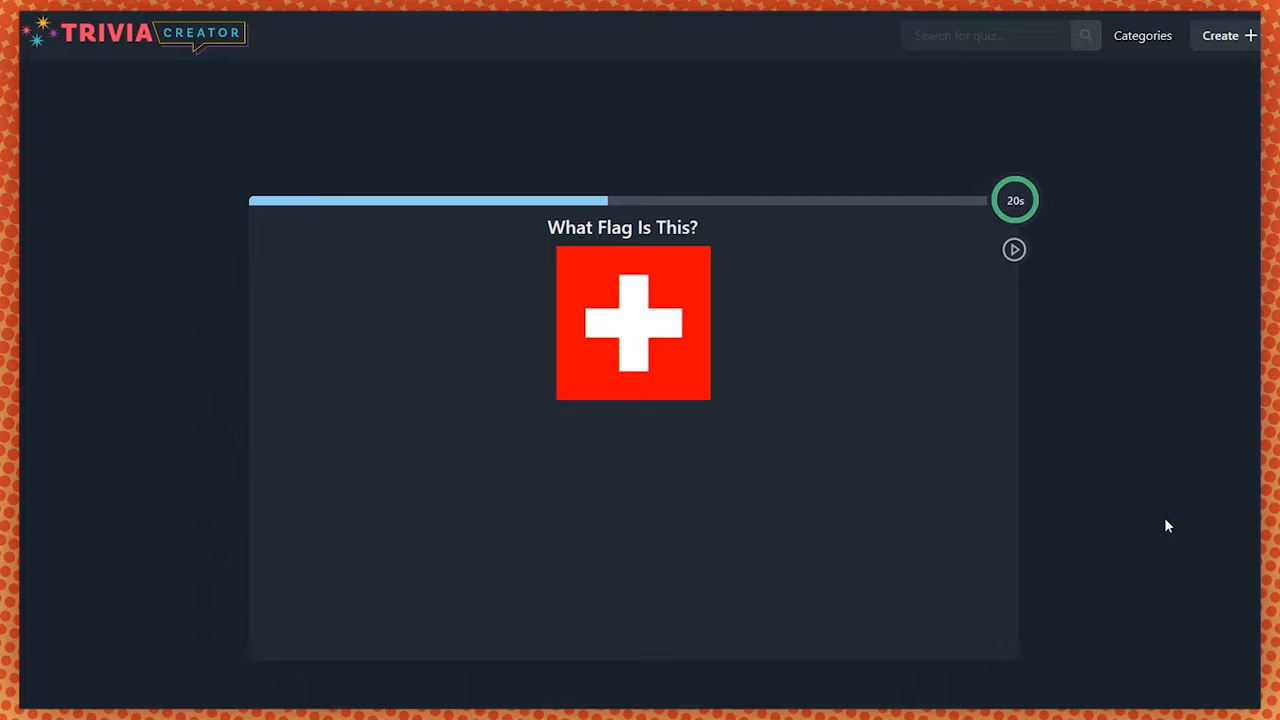 TRIVIA CREATOR
Search for quiz...
Categories
Create +
20s
What Flag Is This?